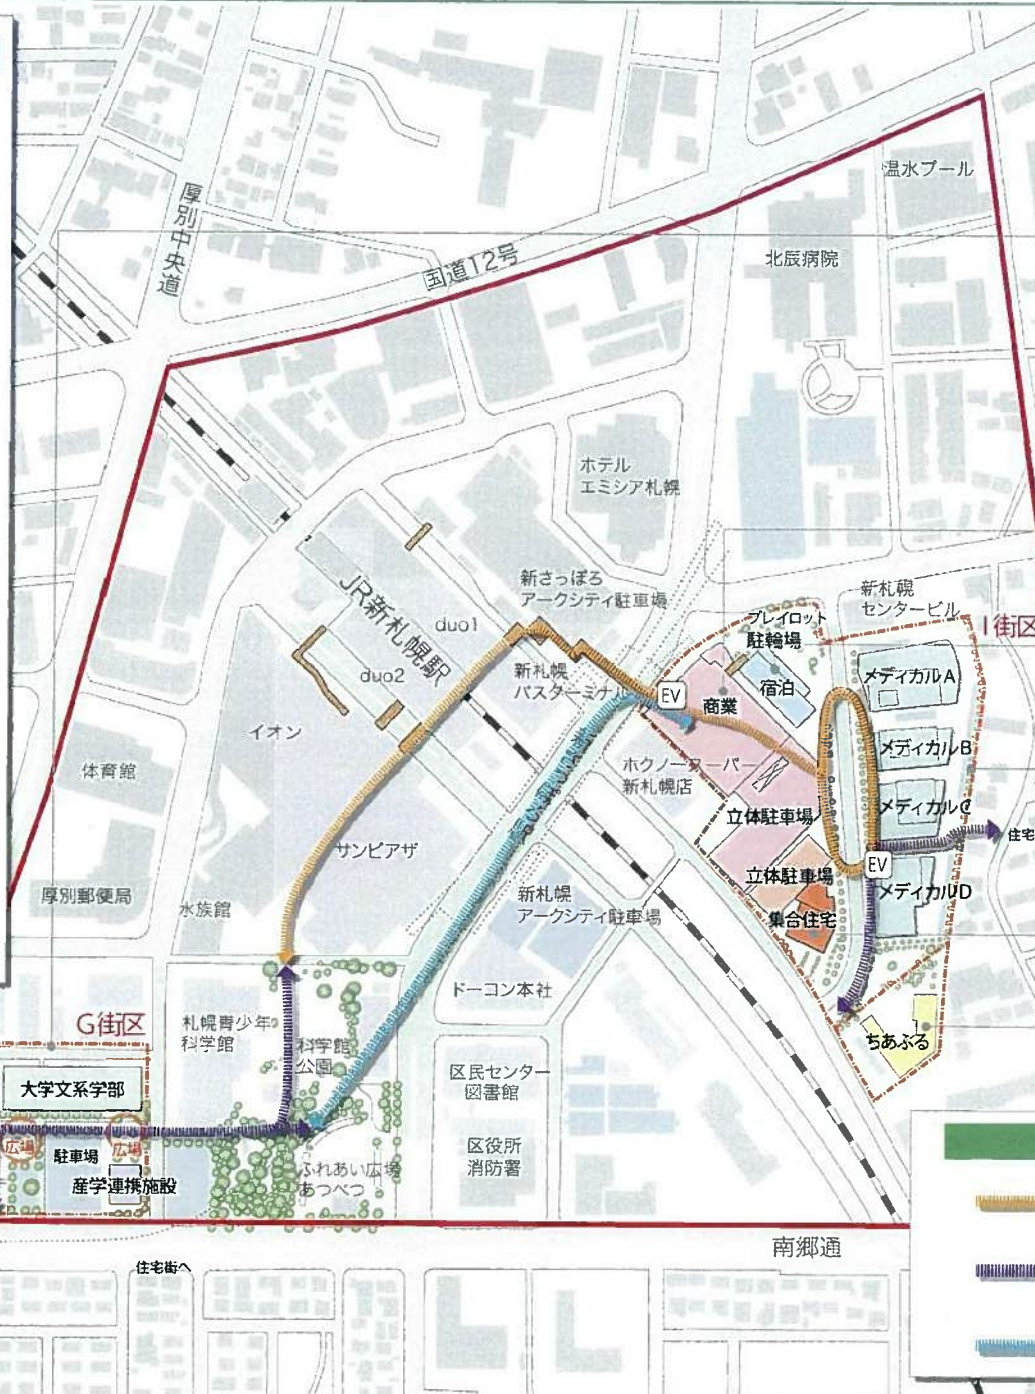 温水プール
厚別中央道
国道12号
北辰病院
ホテル
エミシア札幌
JR新札幌駅
新さっぽろ
アークシティ駐車場
新札幌
センタービル
I街区
プレイロット
駐輪場
duo1
duo2
新札幌
バスターミナル
EV
商業
宿泊
メディカルA
メディカルB
メディカルC
メディカルD
イオン
体育館
ホクノースーパー
新札幌店
立体駐車場
立体駐車場
集合住宅
EV
住宅
サンピアザ
厚別郵便局
水族館
新札幌
アークシティ駐車場
ドーコン本社
ちあふる
G街区
札幌青少年
科学館
科学館
公園
大学文系学部
区民センター
図書館
広場
広場
駐車場
産学連携施設
区役所
消防署
ふれあい広場
あつべつ
南郷通
住宅街へ